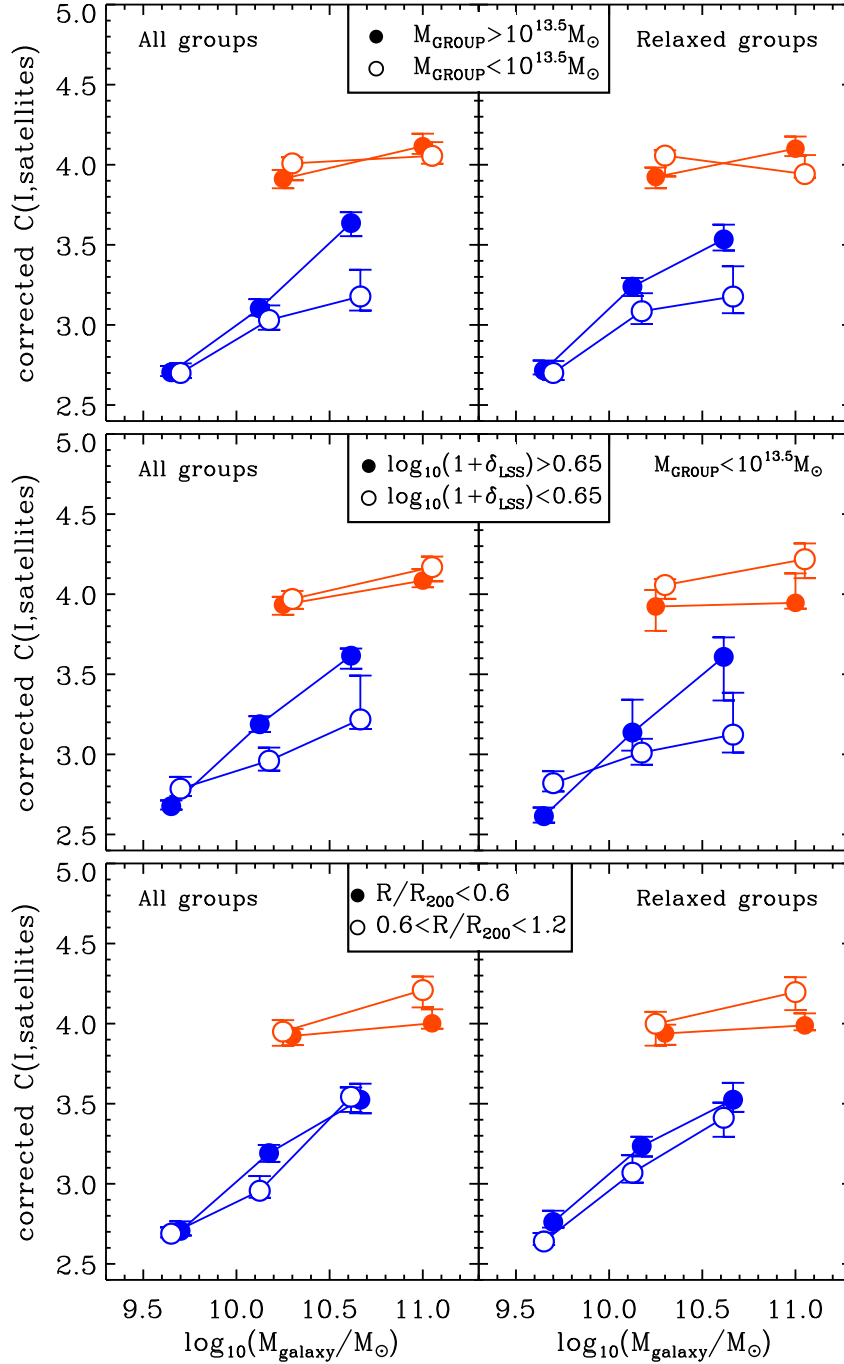 5.0
4.5
4.0
3.5
3.0
2.5
corrected C(I,satellites)
All groups
● M_GROUP>10^13.5M_⊙
○ M_GROUP<10^13.5M_⊙
Relaxed groups
5.0
4.5
4.0
3.5
3.0
2.5
corrected C(I,satellites)
All groups
● log₁₀(1+δ_LSS)>0.65
○ log₁₀(1+δ_LSS)<0.65
M_GROUP<10^13.5M_⊙
5.0
4.5
4.0
3.5
3.0
2.5
corrected C(I,satellites)
All groups
● R/R₂₀₀<0.6
○ 0.6<R/R₂₀₀<1.2
Relaxed groups
9.5 10.0 10.5 11.0
9.5 10.0 10.5 11.0
log₁₀(M_galaxy/M_⊙)
log₁₀(M_galaxy/M_⊙)